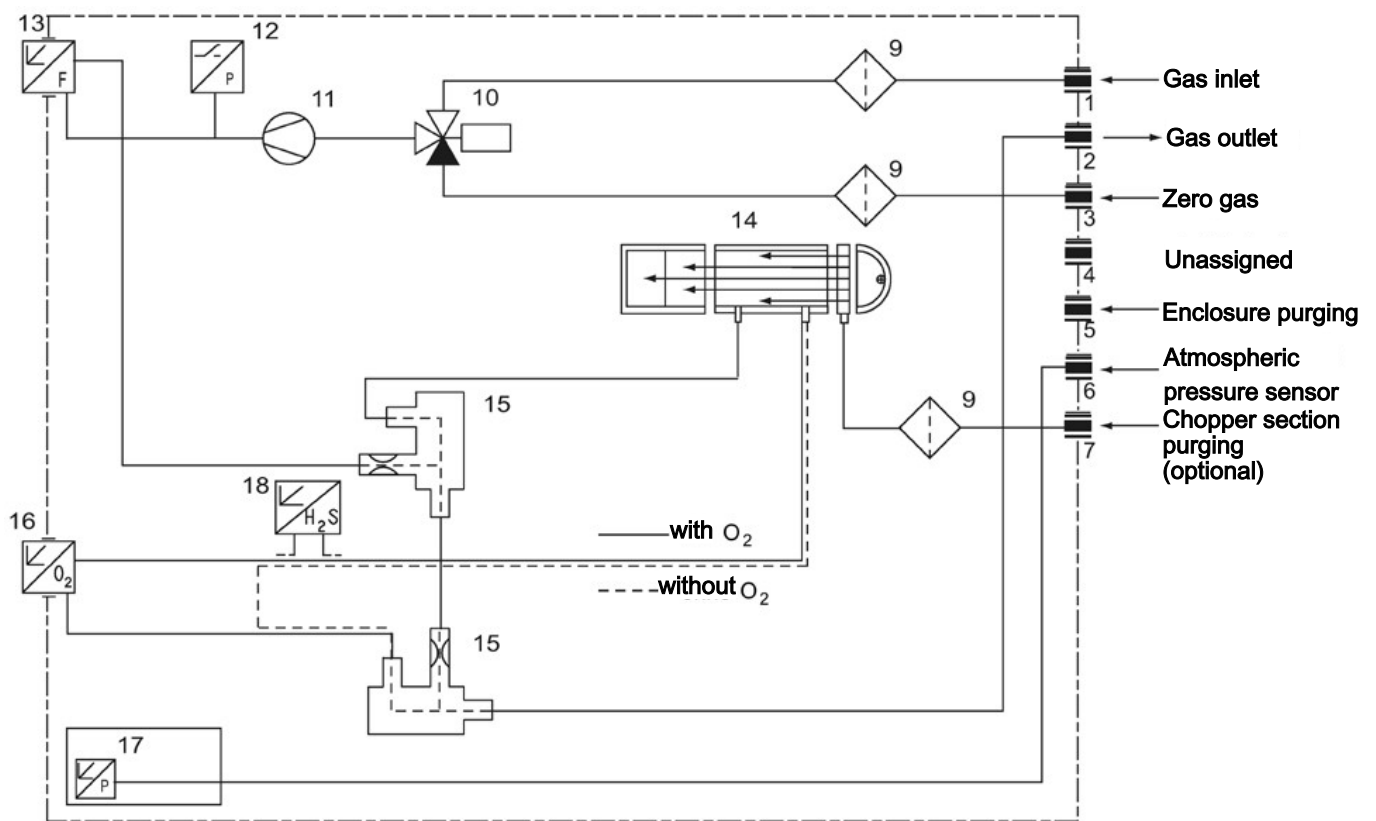 13
F
12
P
11
10
9
1
Gas inlet
2
Gas outlet
9
3
Zero gas
14
4
Unassigned
5
Enclosure purging
6
Atmospheric
pressure sensor
15
9
7
Chopper section
purging
(optional)
18
H2S
16
O2
with O2
without O2
15
17
P